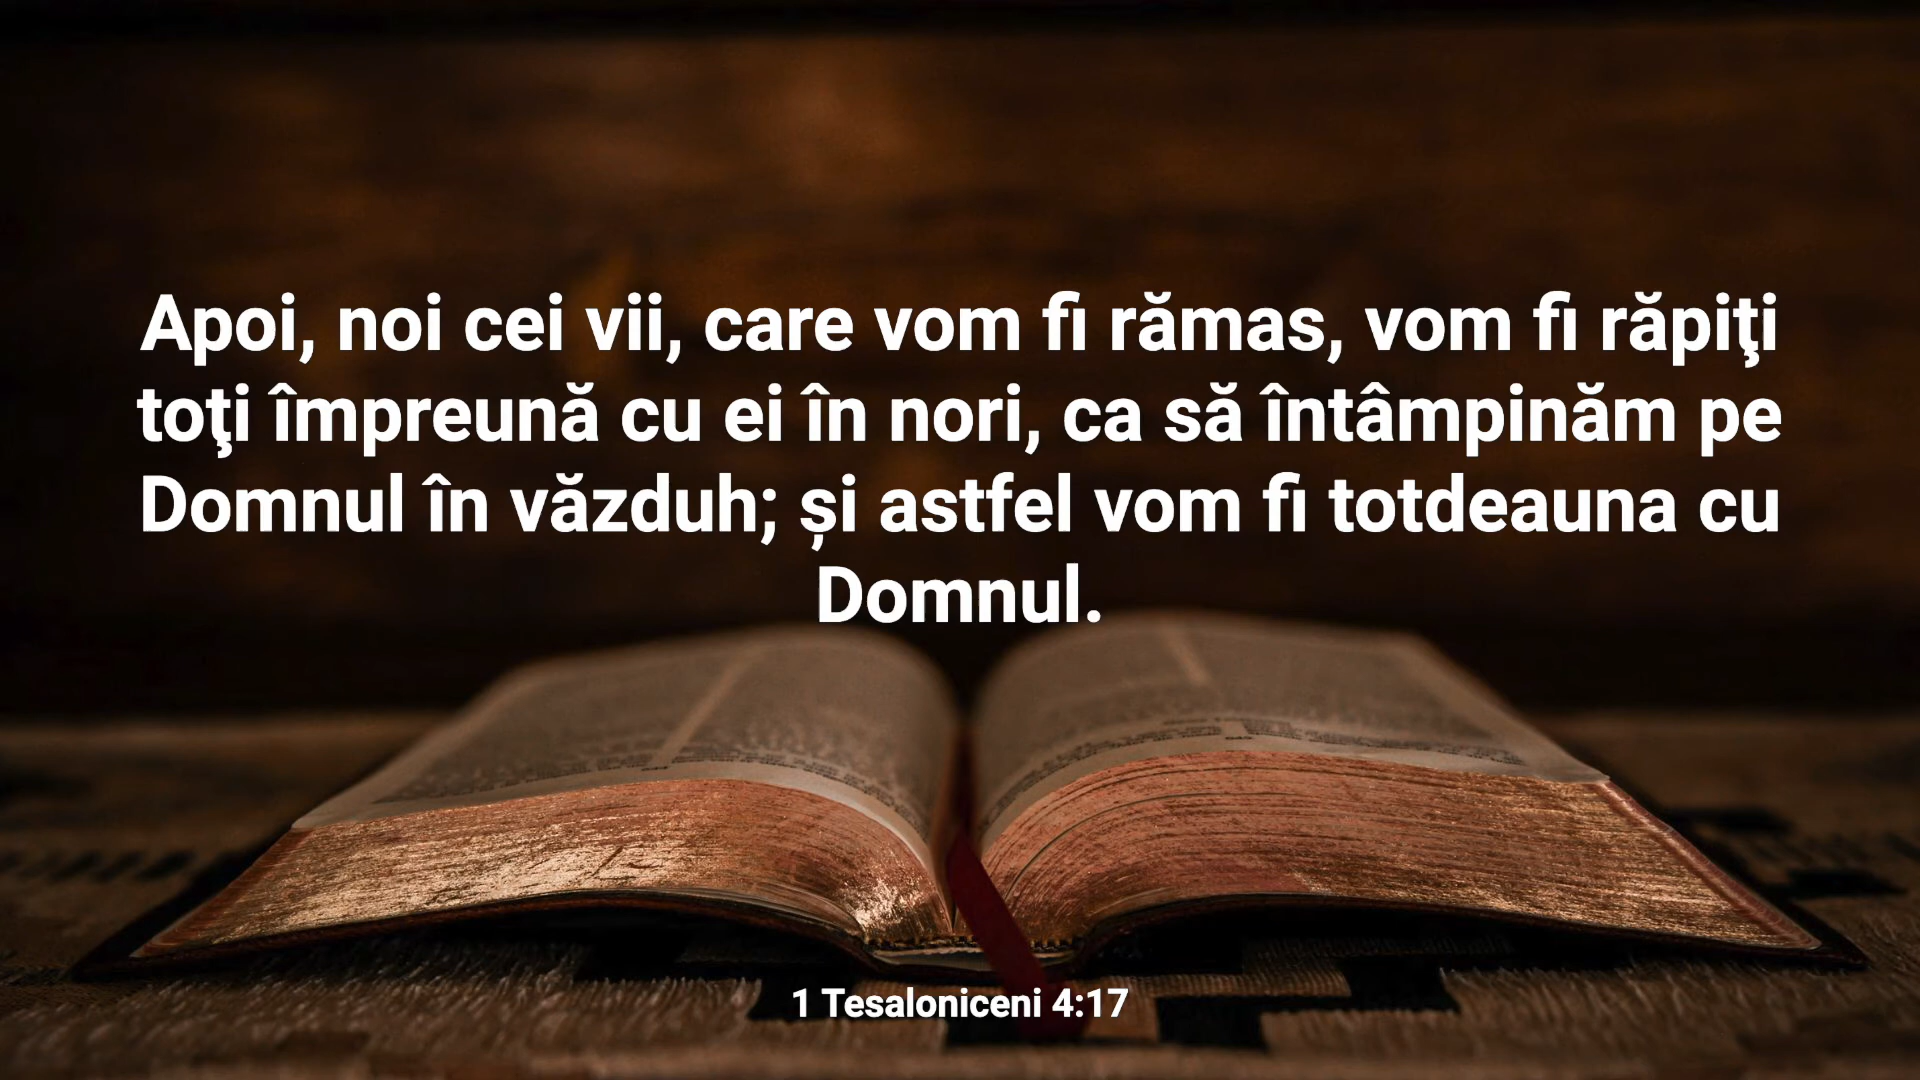 Apoi, noi cei vii, care vom fi rămas, vom fi răpiţi
toţi împreună cu ei în nori, ca să întâmpinăm pe
Domnul în văzduh; și astfel vom fi totdeauna cu
Domnul.
1 Tesaloniceni 4:17